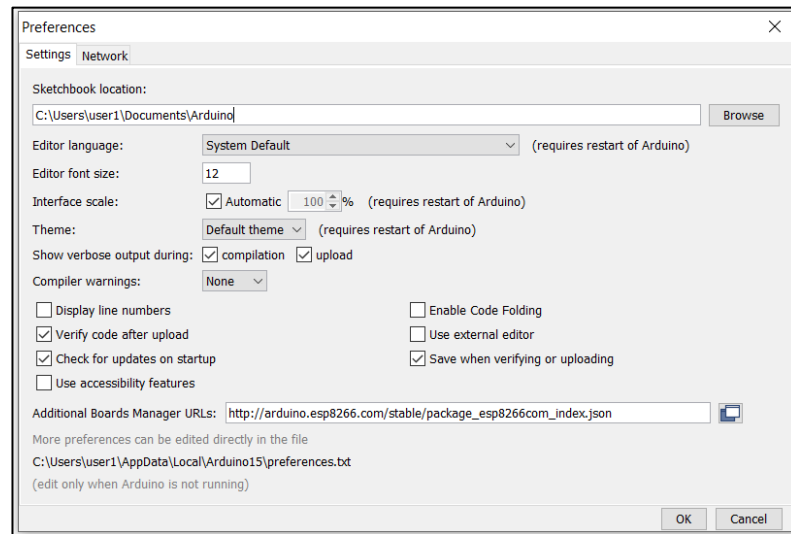 Preferences
Settings Network
Sketchbook location:
C:\Users\user1\Documents\Arduino Browse
Editor language: System Default (requires restart of Arduino)
Editor font size: 12
Interface scale: Automatic 100 % (requires restart of Arduino)
Theme: Default theme (requires restart of Arduino)
Show verbose output during: compilation upload
Compiler warnings: None
Display line numbers Enable Code Folding
Verify code after upload Use external editor
Check for updates on startup Save when verifying or uploading
Use accessibility features
Additional Boards Manager URLs: http://arduino.esp8266.com/stable/package_esp8266com_index.json
More preferences can be edited directly in the file
C:\Users\user1\AppData\Local\Arduino15\preferences.txt
(edit only when Arduino is not running)
OK Cancel